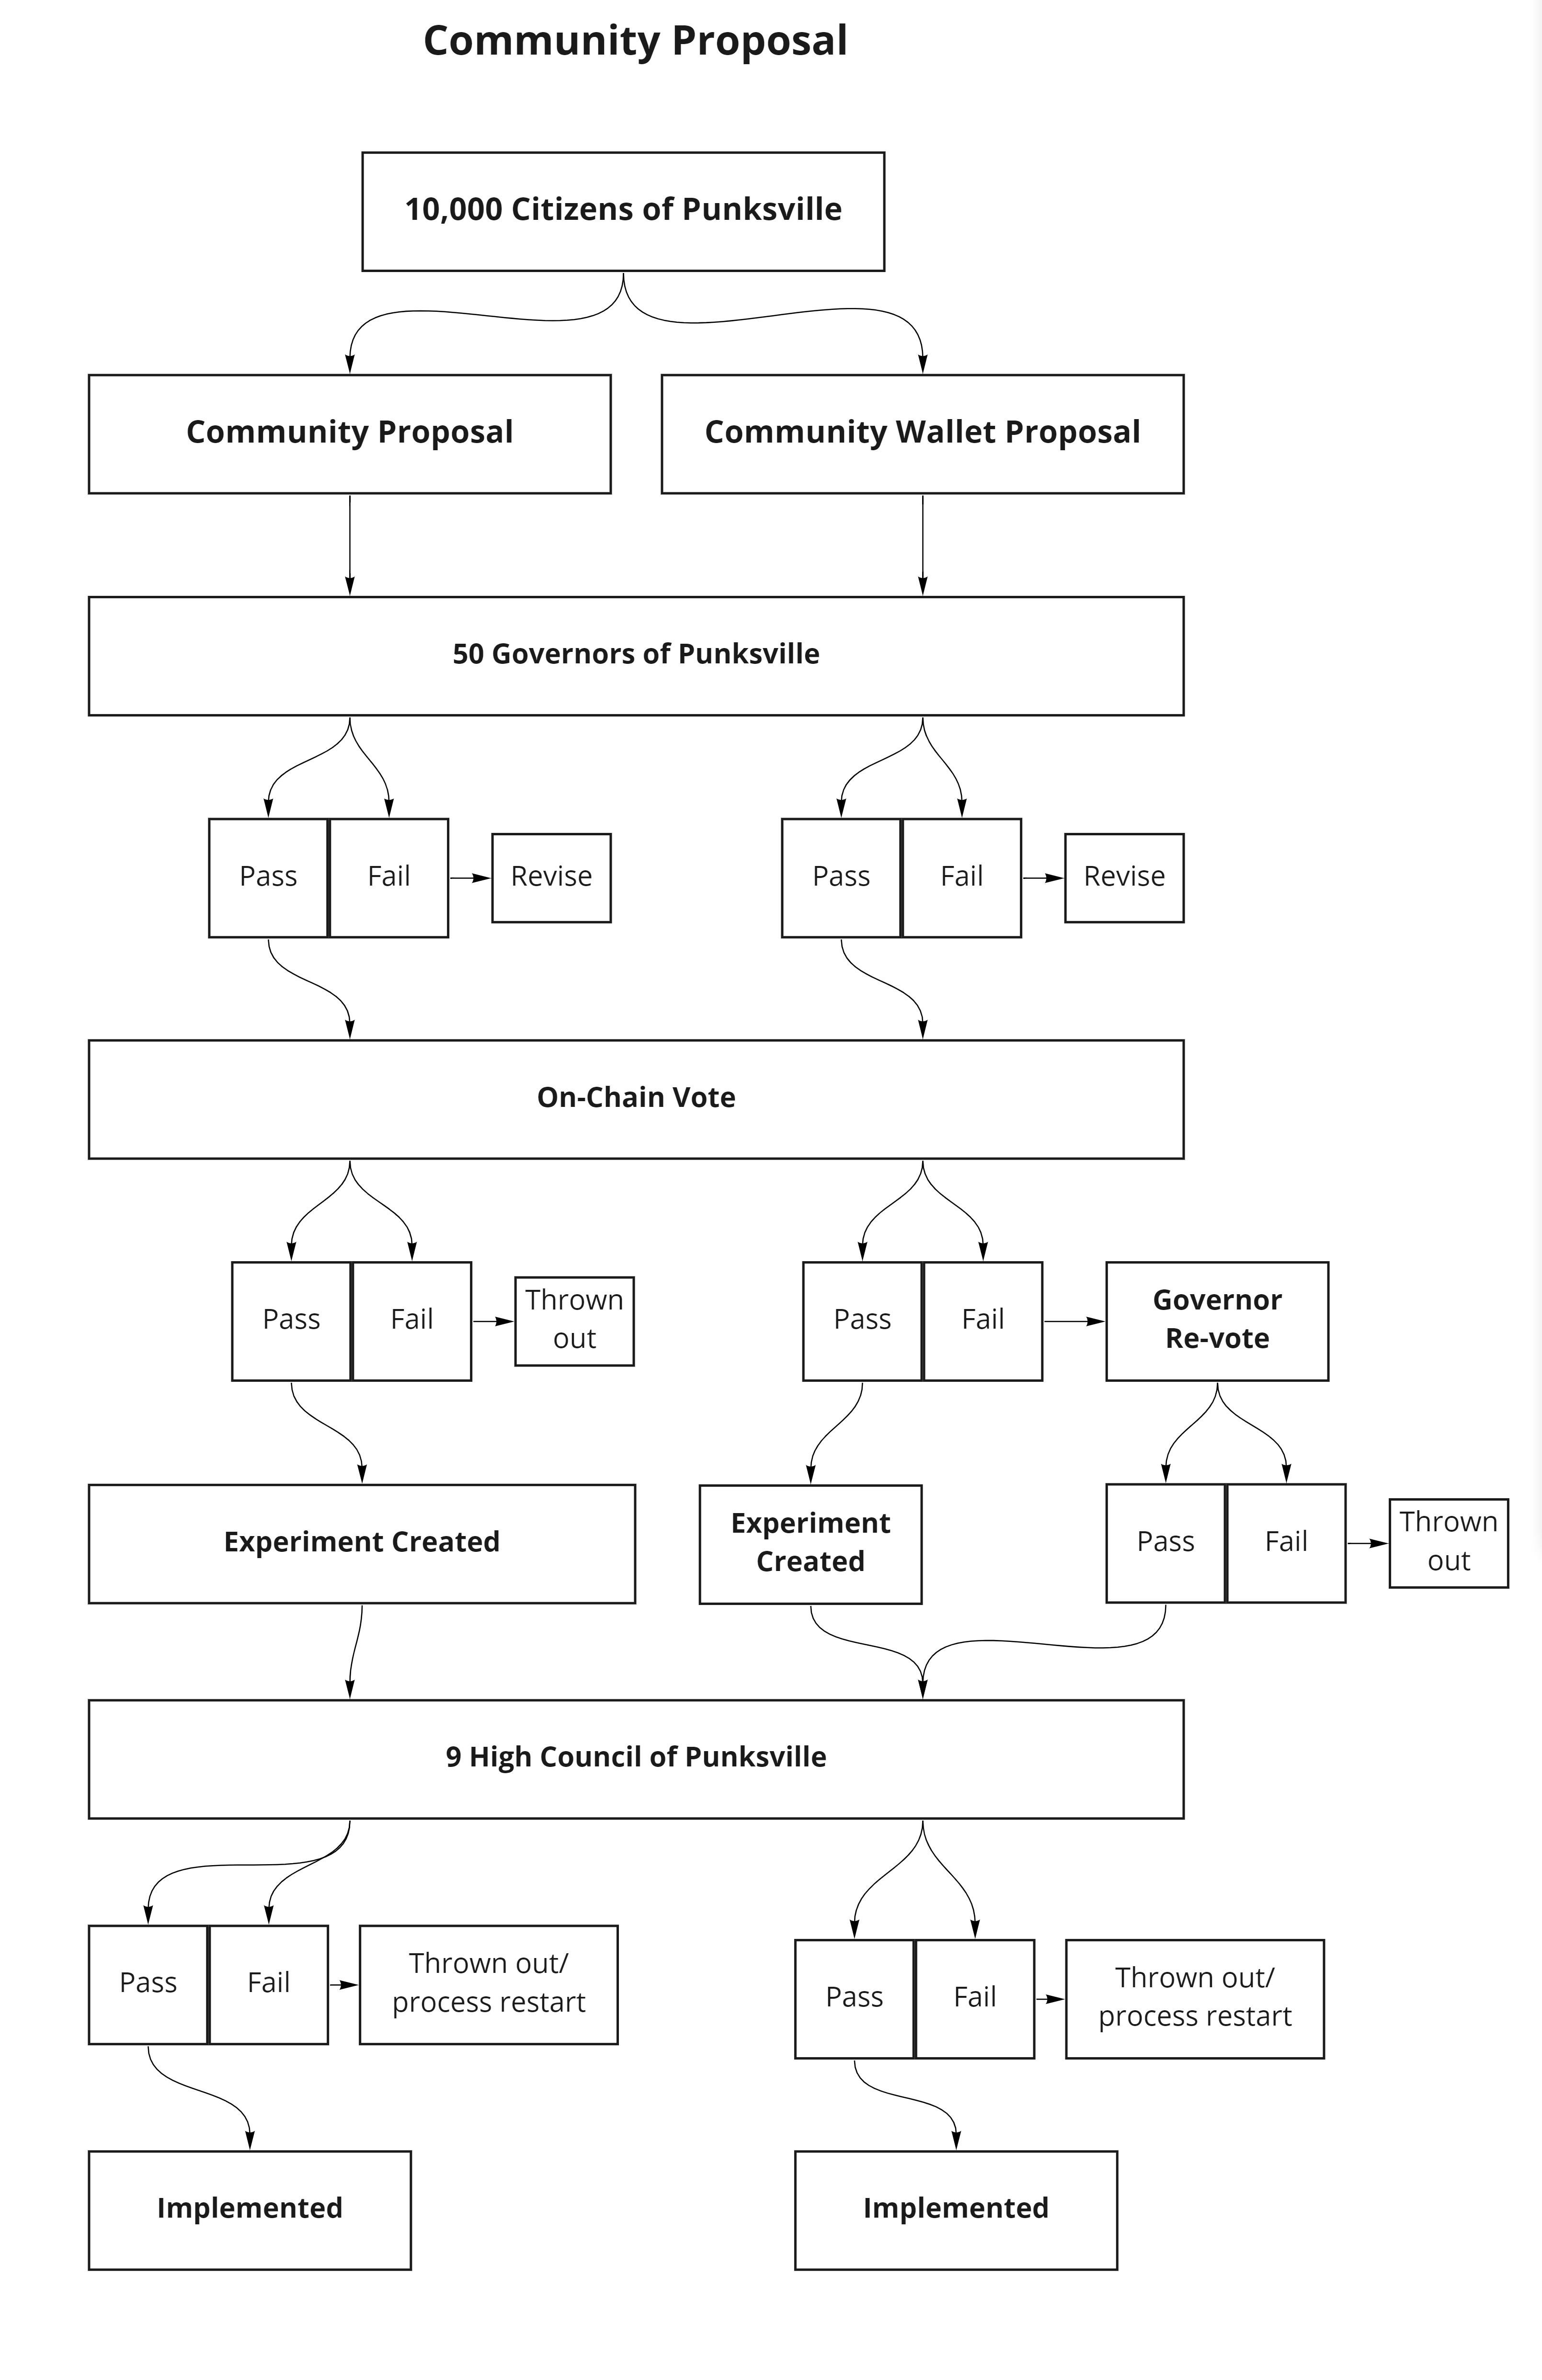 Community Proposal
10,000 Citizens of Punksville
Community Proposal
Community Wallet Proposal
50 Governors of Punksville
Pass
Fail
Revise
Pass
Fail
Revise
On-Chain Vote
Pass
Fail
Thrown
out
Pass
Fail
Governor
Re-vote
Experiment Created
Experiment
Created
Pass
Fail
Thrown
out
9 High Council of Punksville
Pass
Fail
Thrown out/
process restart
Pass
Fail
Thrown out/
process restart
Implemented
Implemented